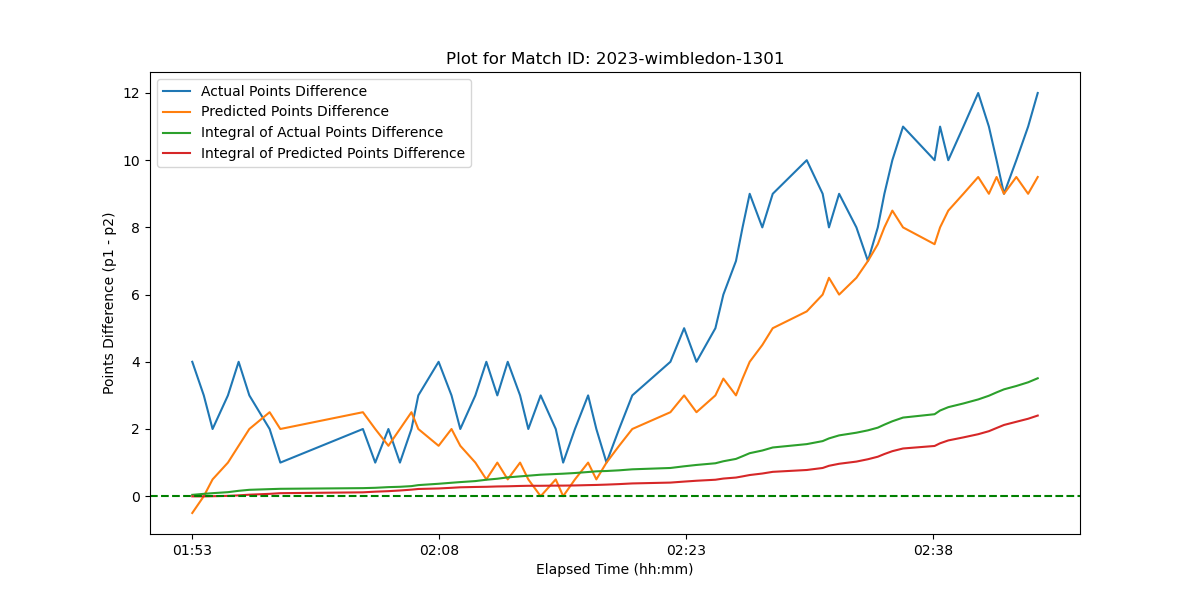 Plot for Match ID: 2023-wimbledon-1301
Actual Points Difference
Predicted Points Difference
Integral of Actual Points Difference
Integral of Predicted Points Difference
Points Difference (p1 - p2)
12
10
8
6
4
2
0
01:53 02:08 02:23 02:38
Elapsed Time (hh:mm)